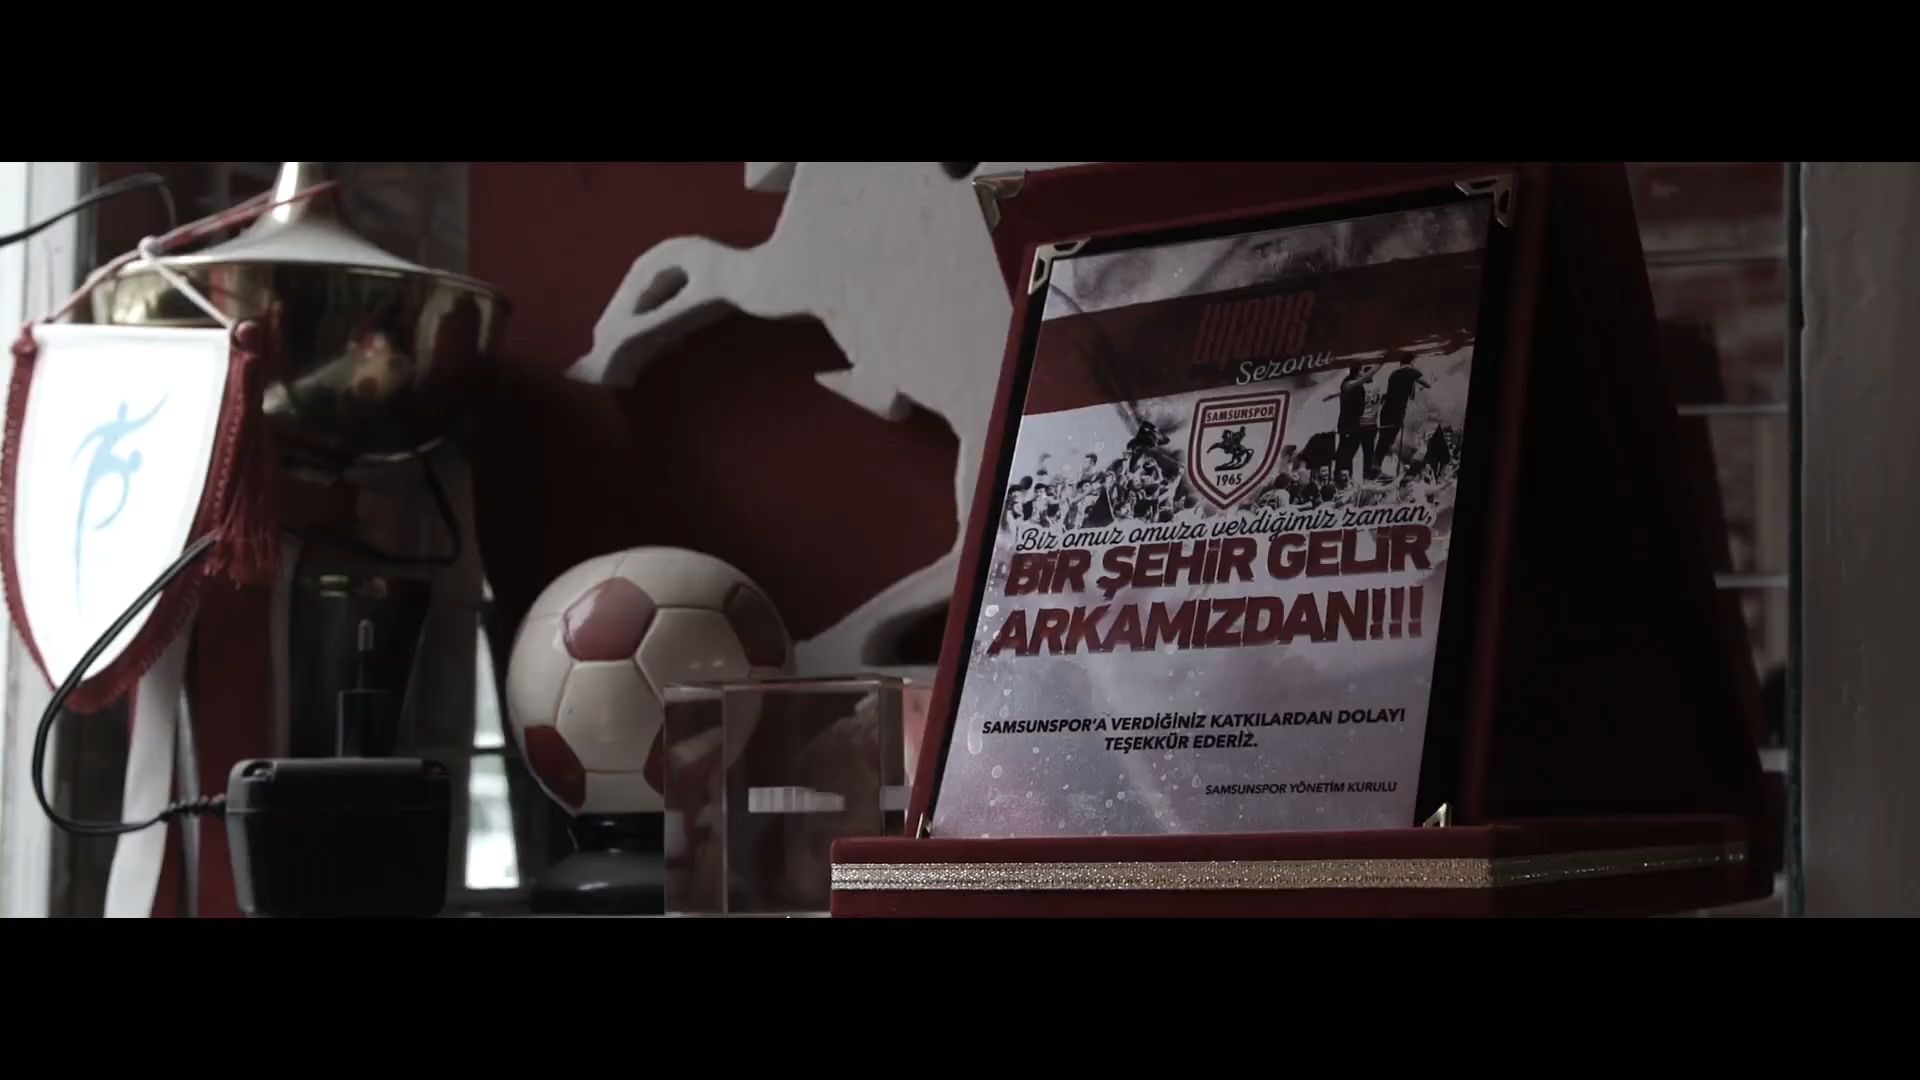 uyanış
Sezonu
SAMSUNSPOR
1965
Biz omuz omuza verdiğimiz zaman,
BİR ŞEHİR GELİR
ARKAMIZDAN!!!
SAMSUNSPOR'A VERDİĞİNİZ KATKILARDAN DOLAYI
TEŞEKKÜR EDERİZ.
SAMSUNSPOR YÖNETİM KURULU